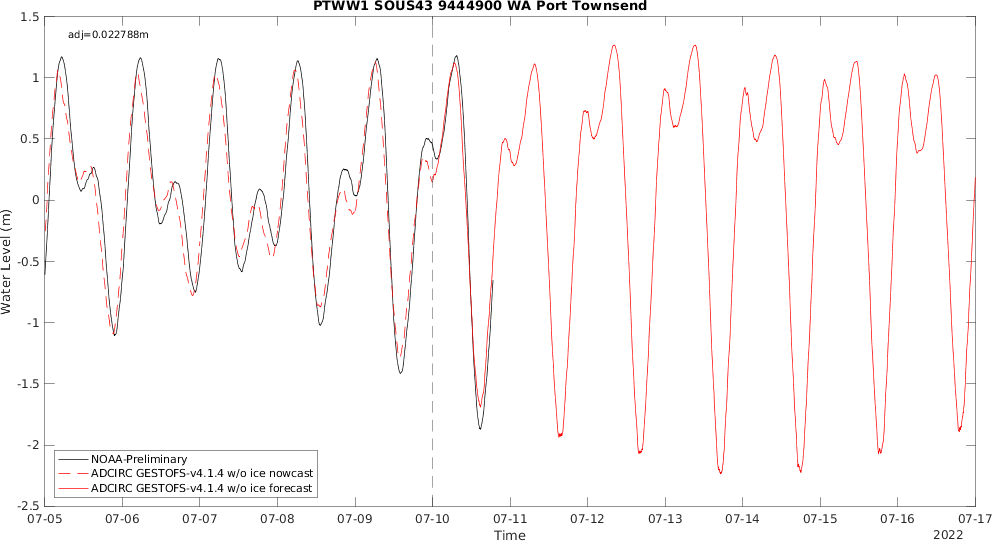 PTWW1 SOUS43 9444900 WA Port Townsend
adj=0.022788m
1.5
1
0.5
0
-0.5
-1
-1.5
-2
-2.5
Water Level (m)
NOAA-Preliminary
ADCIRC GESTOFS-v4.1.4 w/o ice nowcast
ADCIRC GESTOFS-v4.1.4 w/o ice forecast
07-05 07-06 07-07 07-08 07-09 07-10 07-11 07-12 07-13 07-14 07-15 07-16 07-17
Time
2022